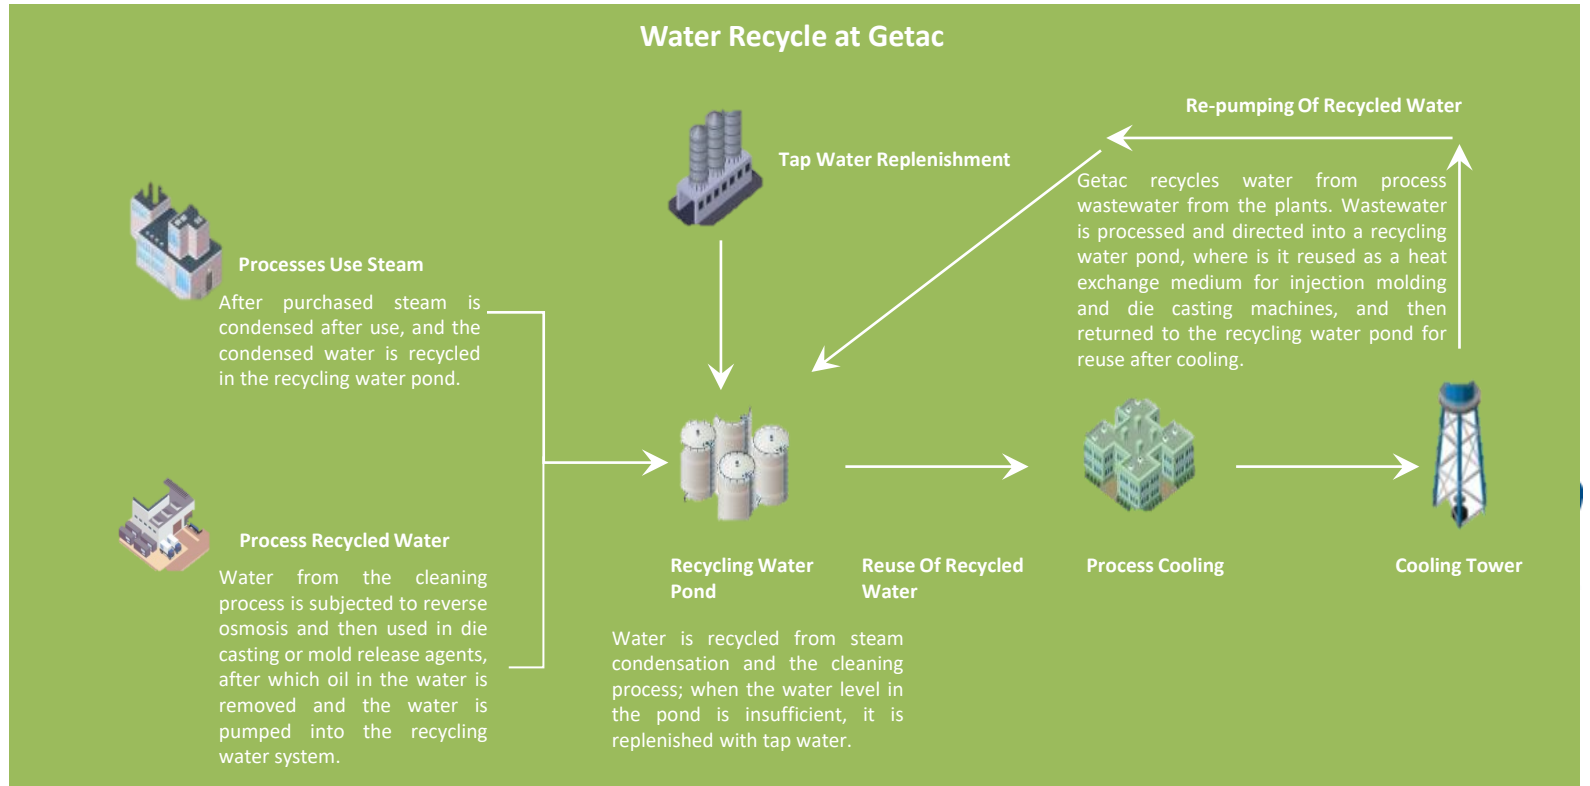 Water Recycle at Getac
Re-pumping Of Recycled Water
Tap Water Replenishment
Getac recycles water from process
wastewater from the plants. Wastewater
is processed and directed into a recycling
water pond, where is it reused as a heat
exchange medium for injection molding
and die casting machines, and then
returned to the recycling water pond for
reuse after cooling.
Processes Use Steam
After purchased steam is
condensed after use, and the
condensed water is recycled
in the recycling water pond.
Process Recycled Water
Water from the cleaning
process is subjected to reverse
osmosis and then used in die
casting or mold release agents,
after which oil in the water is
removed and the water is
pumped into the recycling
water system.
Recycling Water
Pond
Water is recycled from steam
condensation and the cleaning
process; when the water level in
the pond is insufficient, it is
replenished with tap water.
Reuse Of Recycled
Water
Process Cooling
Cooling Tower